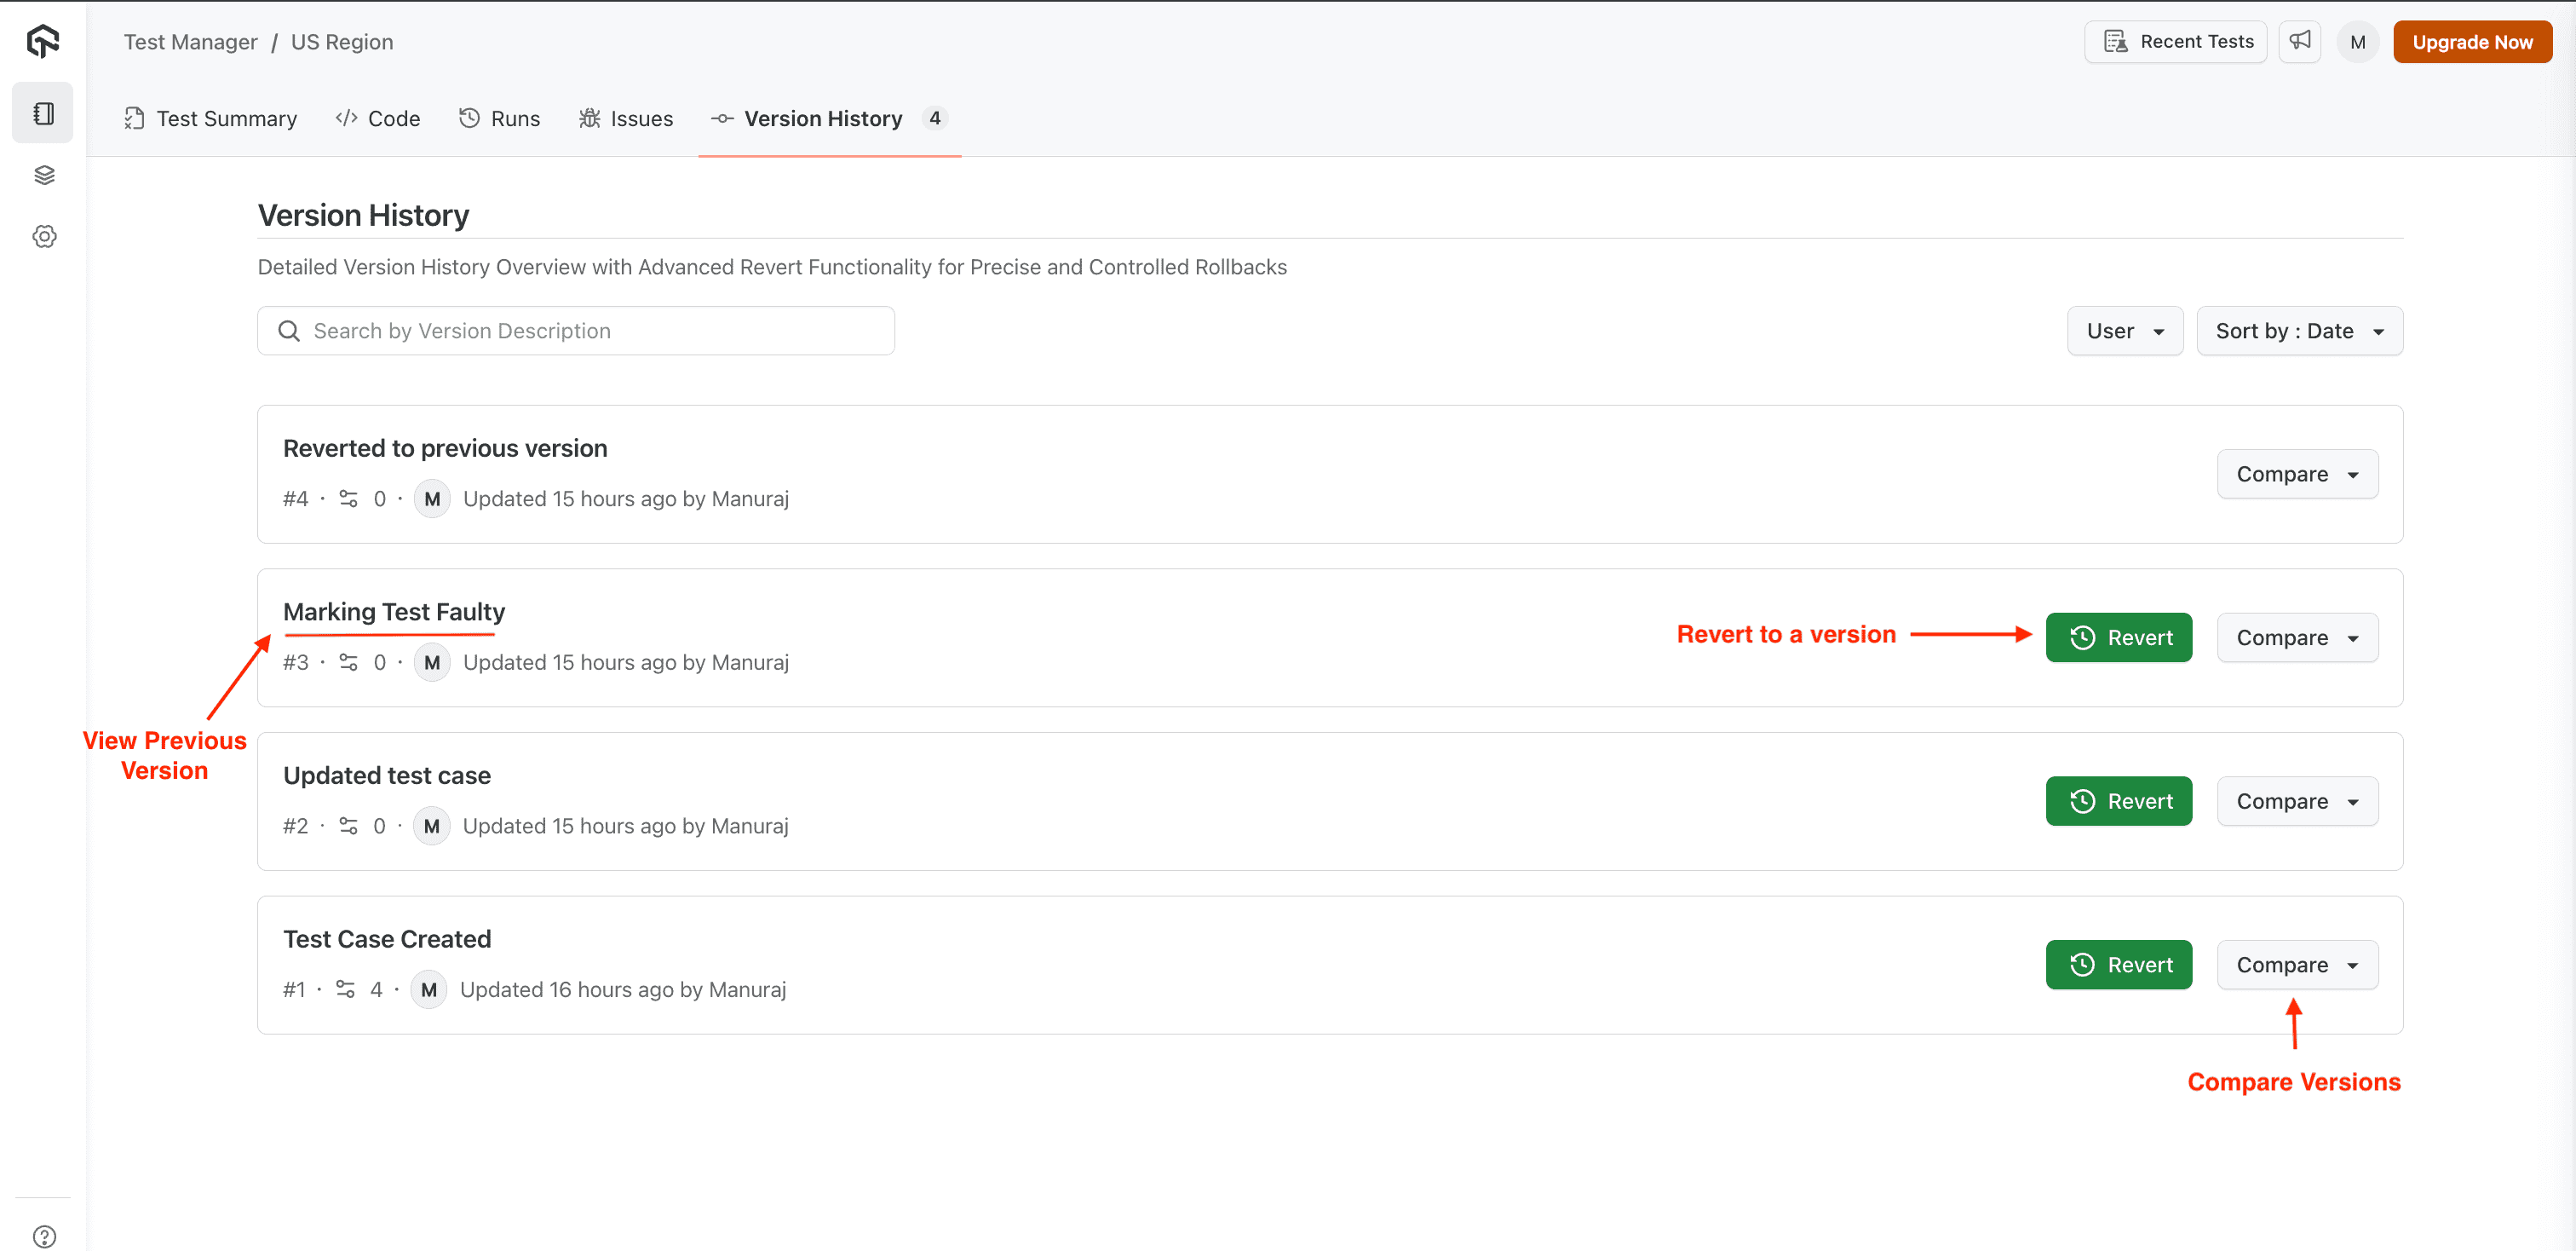 Test Manager / US Region
Recent Tests
M
Upgrade Now
Test Summary
Code
Runs
Issues
Version History 4
Version History
Detailed Version History Overview with Advanced Revert Functionality for Precise and Controlled Rollbacks
Search by Version Description
User
Sort by : Date
Reverted to previous version
#4 · 0 · M Updated 15 hours ago by Manuraj
Compare
Marking Test Faulty
#3 · 0 · M Updated 15 hours ago by Manuraj
Revert to a version
Revert
Compare
View Previous
Version
Updated test case
#2 · 0 · M Updated 15 hours ago by Manuraj
Revert
Compare
Test Case Created
#1 · 4 · M Updated 16 hours ago by Manuraj
Revert
Compare
Compare Versions